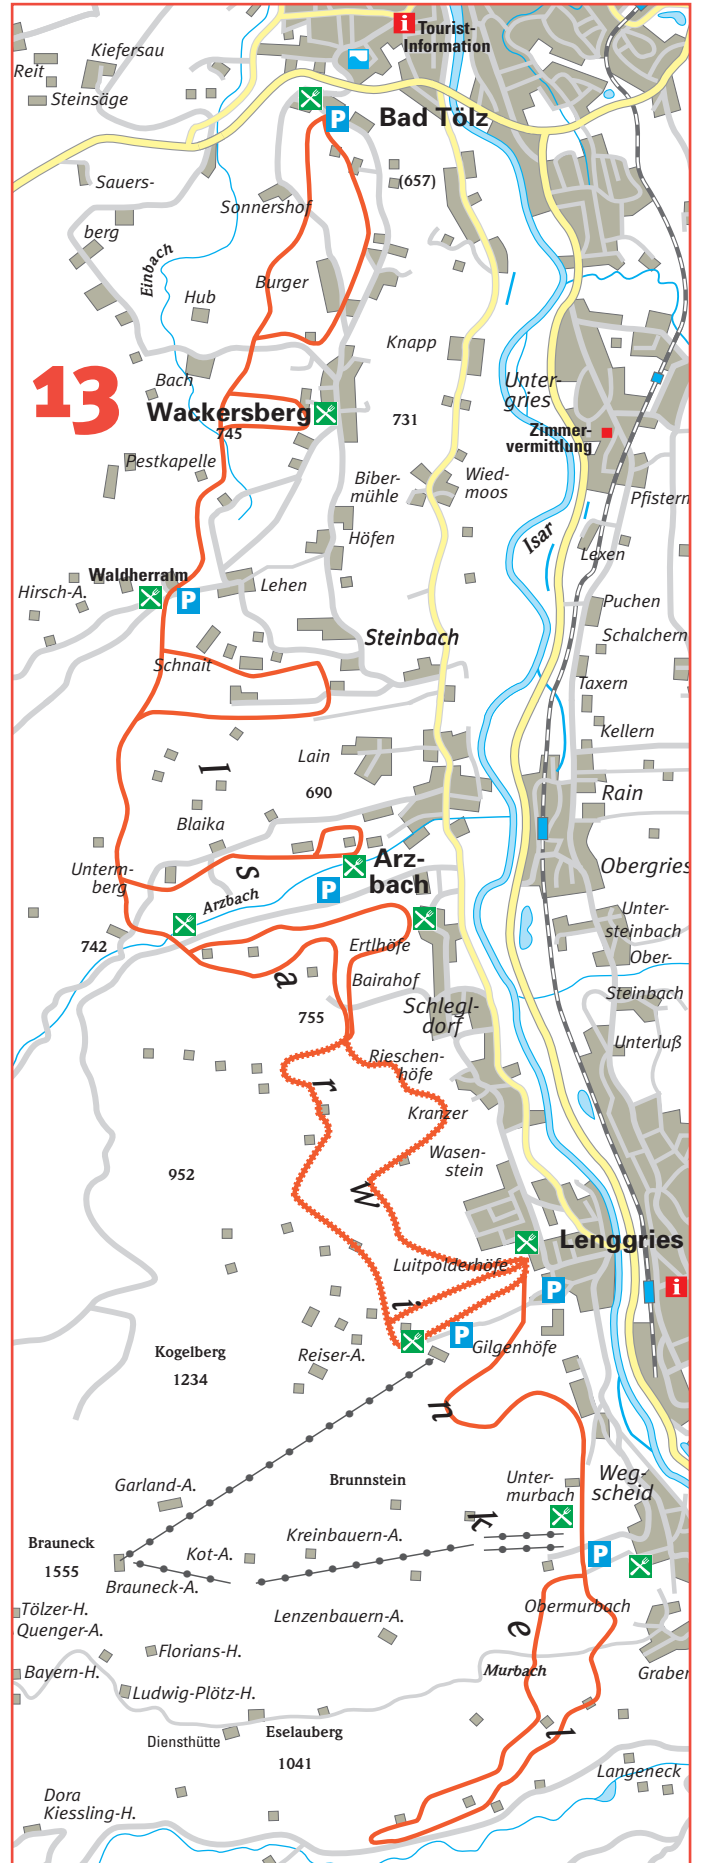 i Tourist-
Information
Kiefersau
Reit
Steinsäge
P
Bad Tölz
(657)
Sauers-
berg
Sonnershof
Einbach
Burger
Hub
Knapp
13
Bach
Unter-
gries
Wackersberg
745
731
Zimmer-
vermittlung
Pestkapelle
Biber-
mühle
Wied-
moos
Pfistern
Höfen
Isar
Lexen
Waldherralm
Hirsch-A.
P
Lehen
Puchen
Schalchern
Steinbach
Schnait
Taxern
Kellern
Lain
690
Rain
Blaika
Arz-
bach
Obergries
Unterm-
berg
P
Arzbach
Unter-
steinbach
742
Ertlhöfe
Ober-
Steinbach
Bairahof
755
Schlegl-
dorf
Unterluß
Rieschen-
höfe
Kranzer
Wasen-
stein
952
Lenggries
Luitpolderhöfe
P
i
P
Gilgenhöfe
Kogelberg
1234
Reiser-A.
Isarwinkel
Garland-A.
Brunnstein
Unter-
murbach
Weg-
scheid
Brauneck
1555
Kot-A.
Kreinbauern-A.
P
Brauneck-A.
Tölzer-H.
Quenger-A.
Lenzenbauern-A.
Obermurbach
Florians-H.
Bayern-H.
Murbach
Graber
Ludwig-Plötz-H.
Diensthütte
Eselauberg
1041
Langeneck
Dora
Kiessling-H.